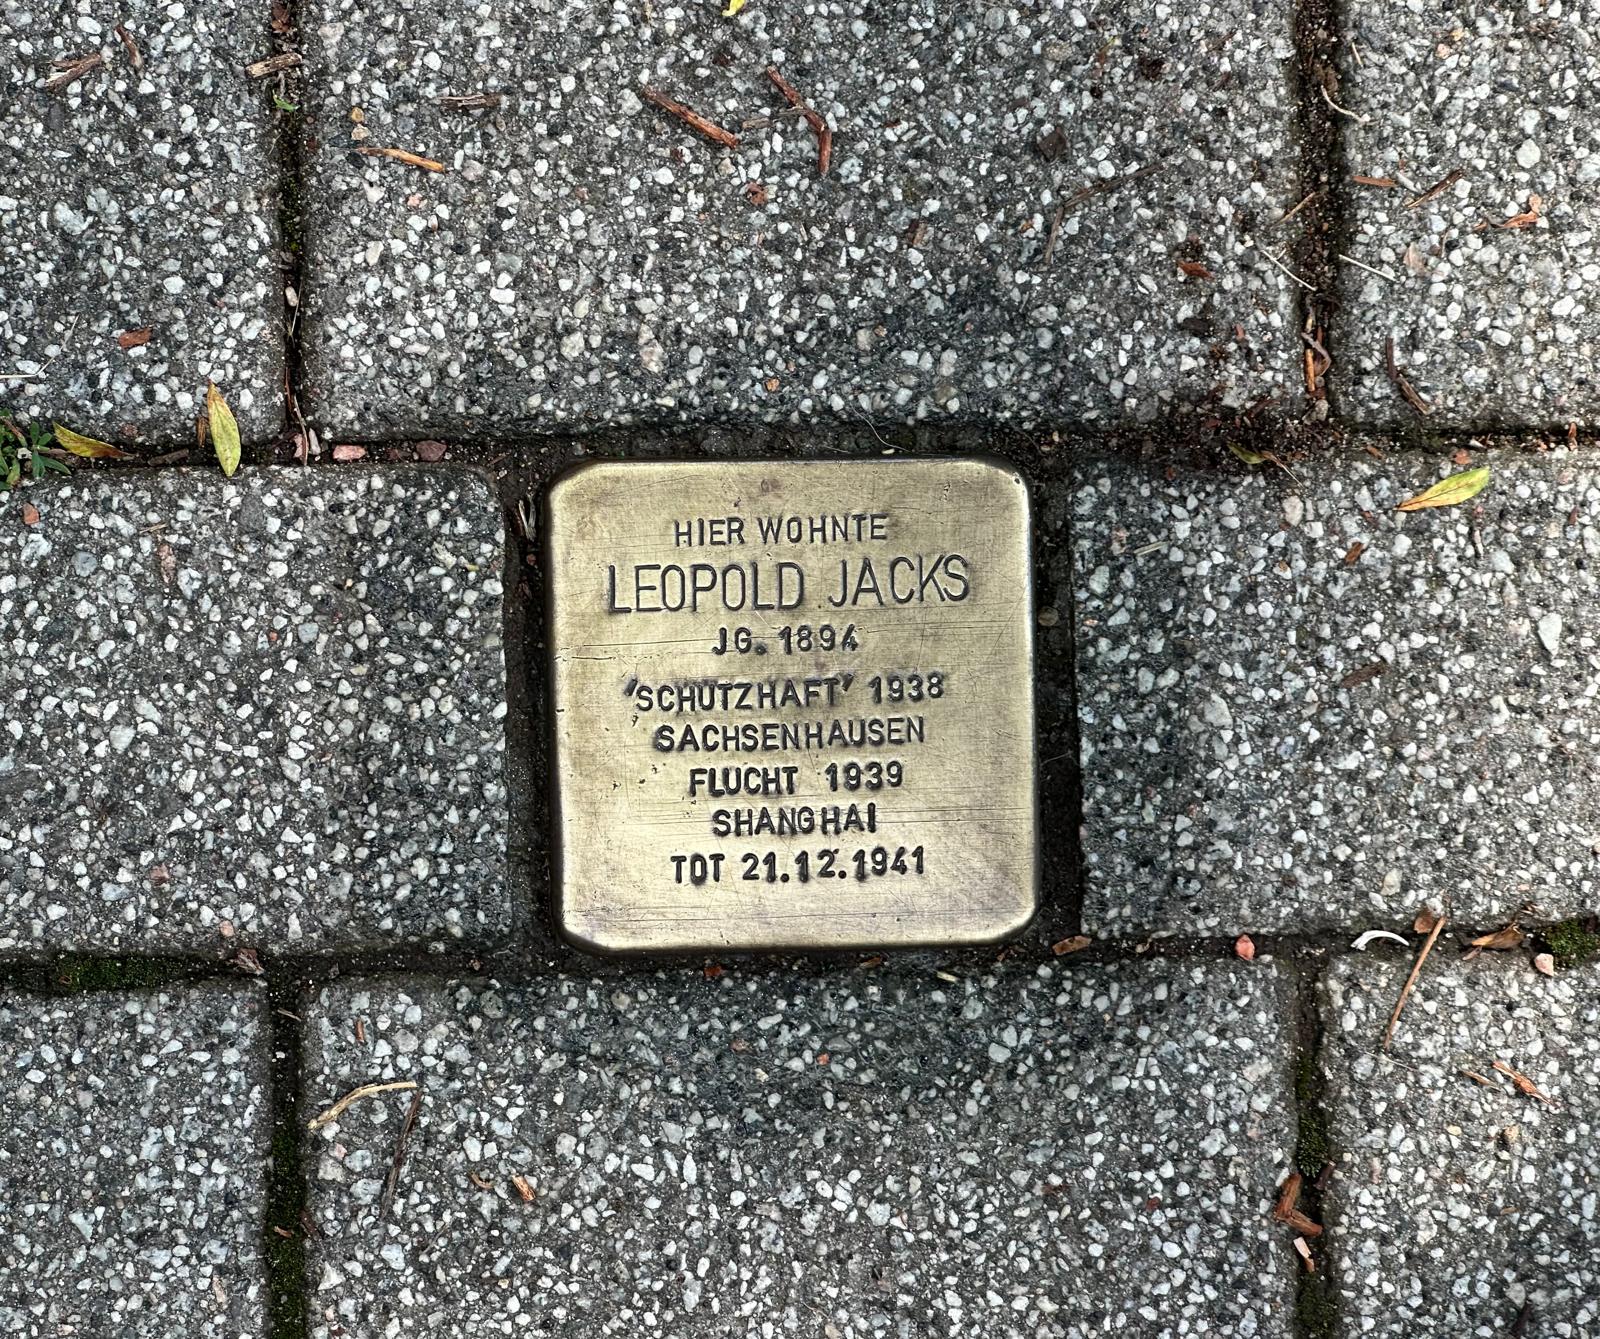 HIER WOHNTE
LEOPOLD JACKS
JG. 1894
"SCHUTZHAFT" 1938
SACHSENHAUSEN
FLUCHT 1939
SHANGHAI
TOT 21.12.1941